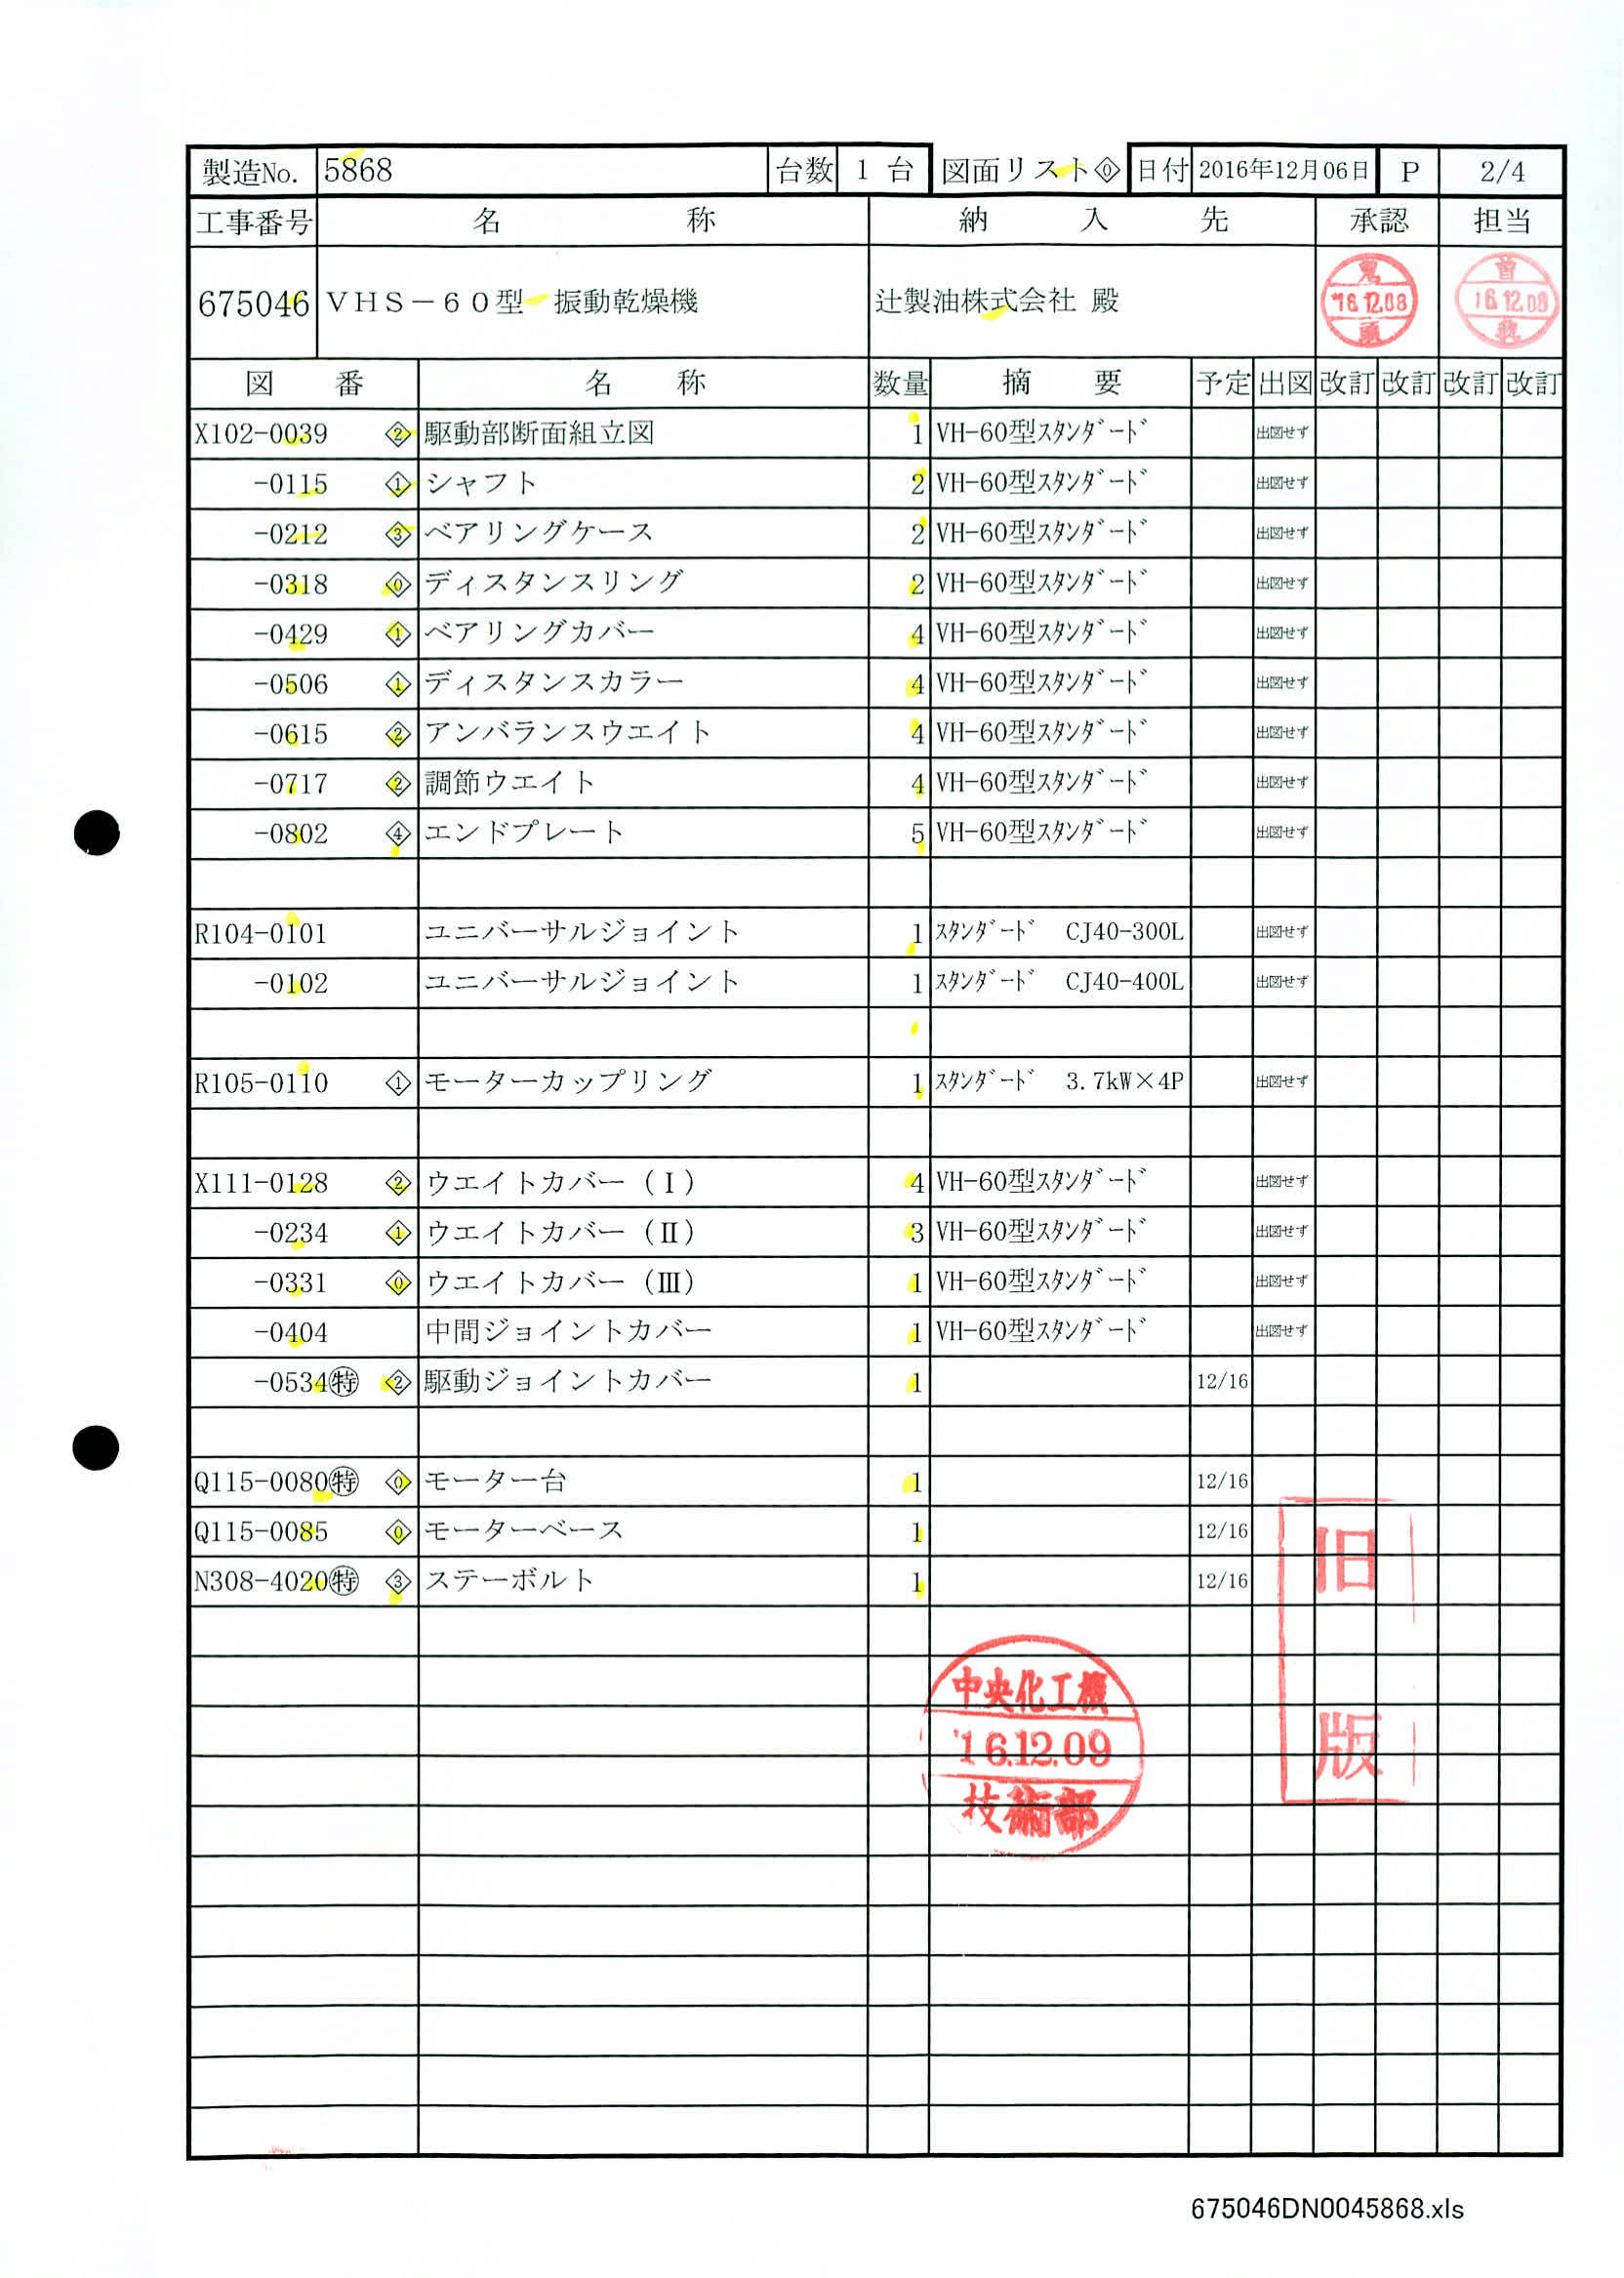 製造No. 5868 台数 1 台 図面リスト◇0 日付 2016年12月06日 P 2/4
工事番号 名 称 納 入 先 承認 担当
675046 VHS－60型 振動乾燥機 辻製油株式会社 殿 '16.12.08 16.12.08
図 番 名 称 数量 摘 要 予定 出図 改訂 改訂 改訂 改訂
X102-0039 ② 駆動部断面組立図 1 VH-60型ｽﾀﾝﾀﾞｰﾄﾞ 出図せず
-0115 ① シャフト 2 VH-60型ｽﾀﾝﾀﾞｰﾄﾞ 出図せず
-0212 ③ ベアリングケース 2 VH-60型ｽﾀﾝﾀﾞｰﾄﾞ 出図せず
-0318 ⓪ ディスタンスリング 2 VH-60型ｽﾀﾝﾀﾞｰﾄﾞ 出図せず
-0429 ① ベアリングカバー 4 VH-60型ｽﾀﾝﾀﾞｰﾄﾞ 出図せず
-0506 ① ディスタンスカラー 4 VH-60型ｽﾀﾝﾀﾞｰﾄﾞ 出図せず
-0615 ② アンバランスウエイト 4 VH-60型ｽﾀﾝﾀﾞｰﾄﾞ 出図せず
-0717 ② 調節ウエイト 4 VH-60型ｽﾀﾝﾀﾞｰﾄﾞ 出図せず
-0802 ④ エンドプレート 5 VH-60型ｽﾀﾝﾀﾞｰﾄﾞ 出図せず
R104-0101 ユニバーサルジョイント 1 ｽﾀﾝﾀﾞｰﾄﾞ CJ40-300L 出図せず
-0102 ユニバーサルジョイント 1 ｽﾀﾝﾀﾞｰﾄﾞ CJ40-400L 出図せず
R105-0110 ① モーターカップリング 1 ｽﾀﾝﾀﾞｰﾄﾞ 3.7kW×4P 出図せず
X111-0128 ② ウエイトカバー（Ⅰ） 4 VH-60型ｽﾀﾝﾀﾞｰﾄﾞ 出図せず
-0234 ① ウエイトカバー（Ⅱ） 3 VH-60型ｽﾀﾝﾀﾞｰﾄﾞ 出図せず
-0331 ⓪ ウエイトカバー（Ⅲ） 1 VH-60型ｽﾀﾝﾀﾞｰﾄﾞ 出図せず
-0404 中間ジョイントカバー 1 VH-60型ｽﾀﾝﾀﾞｰﾄﾞ 出図せず
-0534㊕ ② 駆動ジョイントカバー 1 12/16
Q115-0080㊕ ⓪ モーター台 1 12/16
Q115-0085 ⓪ モーターベース 1 12/16
N308-4020㊕ ③ ステーボルト 1 12/16
旧版
中央化工機
'16.12.09
技術部
675046DN0045868.xls